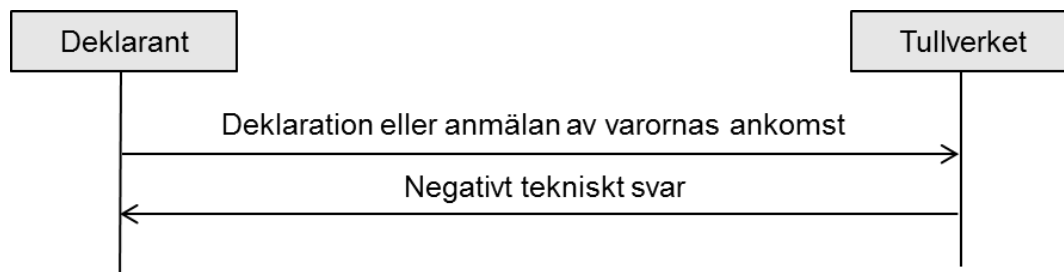 Deklarant
Tullverket
Deklaration eller anmälan av varornas ankomst
Negativt tekniskt svar